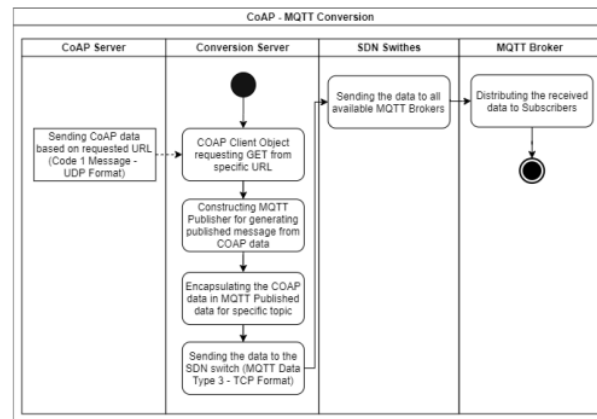 CoAP - MQTT Conversion
CoAP Server
Conversion Server
SDN Swithes
MQTT Broker
Sending CoAP data
based on requested URL
(Code 1 Message -
UDP Format)
COAP Client Object
requesting GET from
specific URL
Constructing MQTT
Publisher for generating
published message from
COAP data
Encapsulating the COAP
data in MQTT Published
data for specific topic
Sending the data to the
SDN switch (MQTT Data
Type 3 - TCP Format)
Sending the data to all
available MQTT Brokers
Distributing the received
data to Subscribers